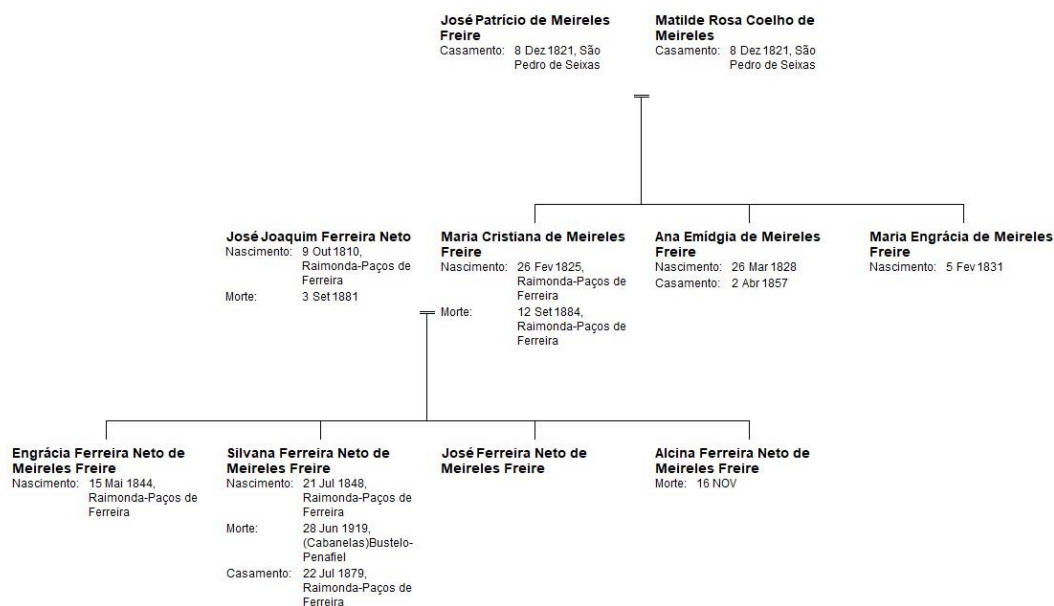 José Patrício de Meireles
Freire
Casamento: 8 Dez 1821, São
Pedro de Seixas
Matilde Rosa Coelho de
Meireles
Casamento: 8 Dez 1821, São
Pedro de Seixas
José Joaquim Ferreira Neto
Nascimento: 9 Out 1810,
Raimonda-Paços de
Ferreira
Morte: 3 Set 1881
Maria Cristiana de Meireles
Freire
Nascimento: 26 Fev 1825,
Raimonda-Paços de
Ferreira
Morte: 12 Set 1884,
Raimonda-Paços de
Ferreira
Ana Emídgia de Meireles
Freire
Nascimento: 26 Mar 1828
Casamento: 2 Abr 1857
Maria Engrácia de Meireles
Freire
Nascimento: 5 Fev 1831
Engrácia Ferreira Neto de
Meireles Freire
Nascimento: 15 Mai 1844,
Raimonda-Paços de
Ferreira
Silvana Ferreira Neto de
Meireles Freire
Nascimento: 21 Jul 1848,
Raimonda-Paços de
Ferreira
Morte: 28 Jun 1919,
(Cabanelas)Bustelo-
Penafiel
Casamento: 22 Jul 1879,
Raimonda-Paços de
Ferreira
José Ferreira Neto de
Meireles Freire
Alcina Ferreira Neto de
Meireles Freire
Morte: 16 NOV